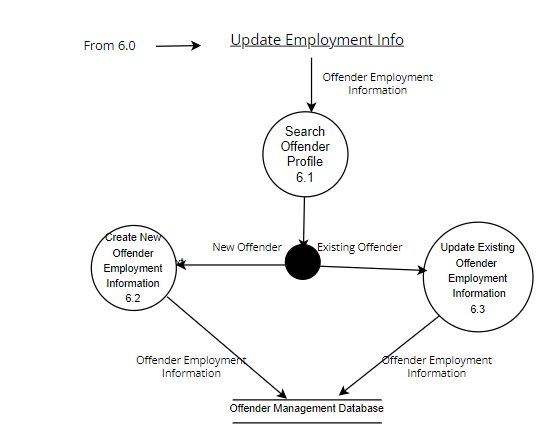 From 6.0
Update Employment Info
Offender Employment
Information
Search
Offender
Profile
6.1
New Offender
Existing Offender
Create New
Offender
Employment
Information
6.2
Update Existing
Offender
Employment
Information
6.3
Offender Employment
Information
Offender Employment
Information
Offender Management Database